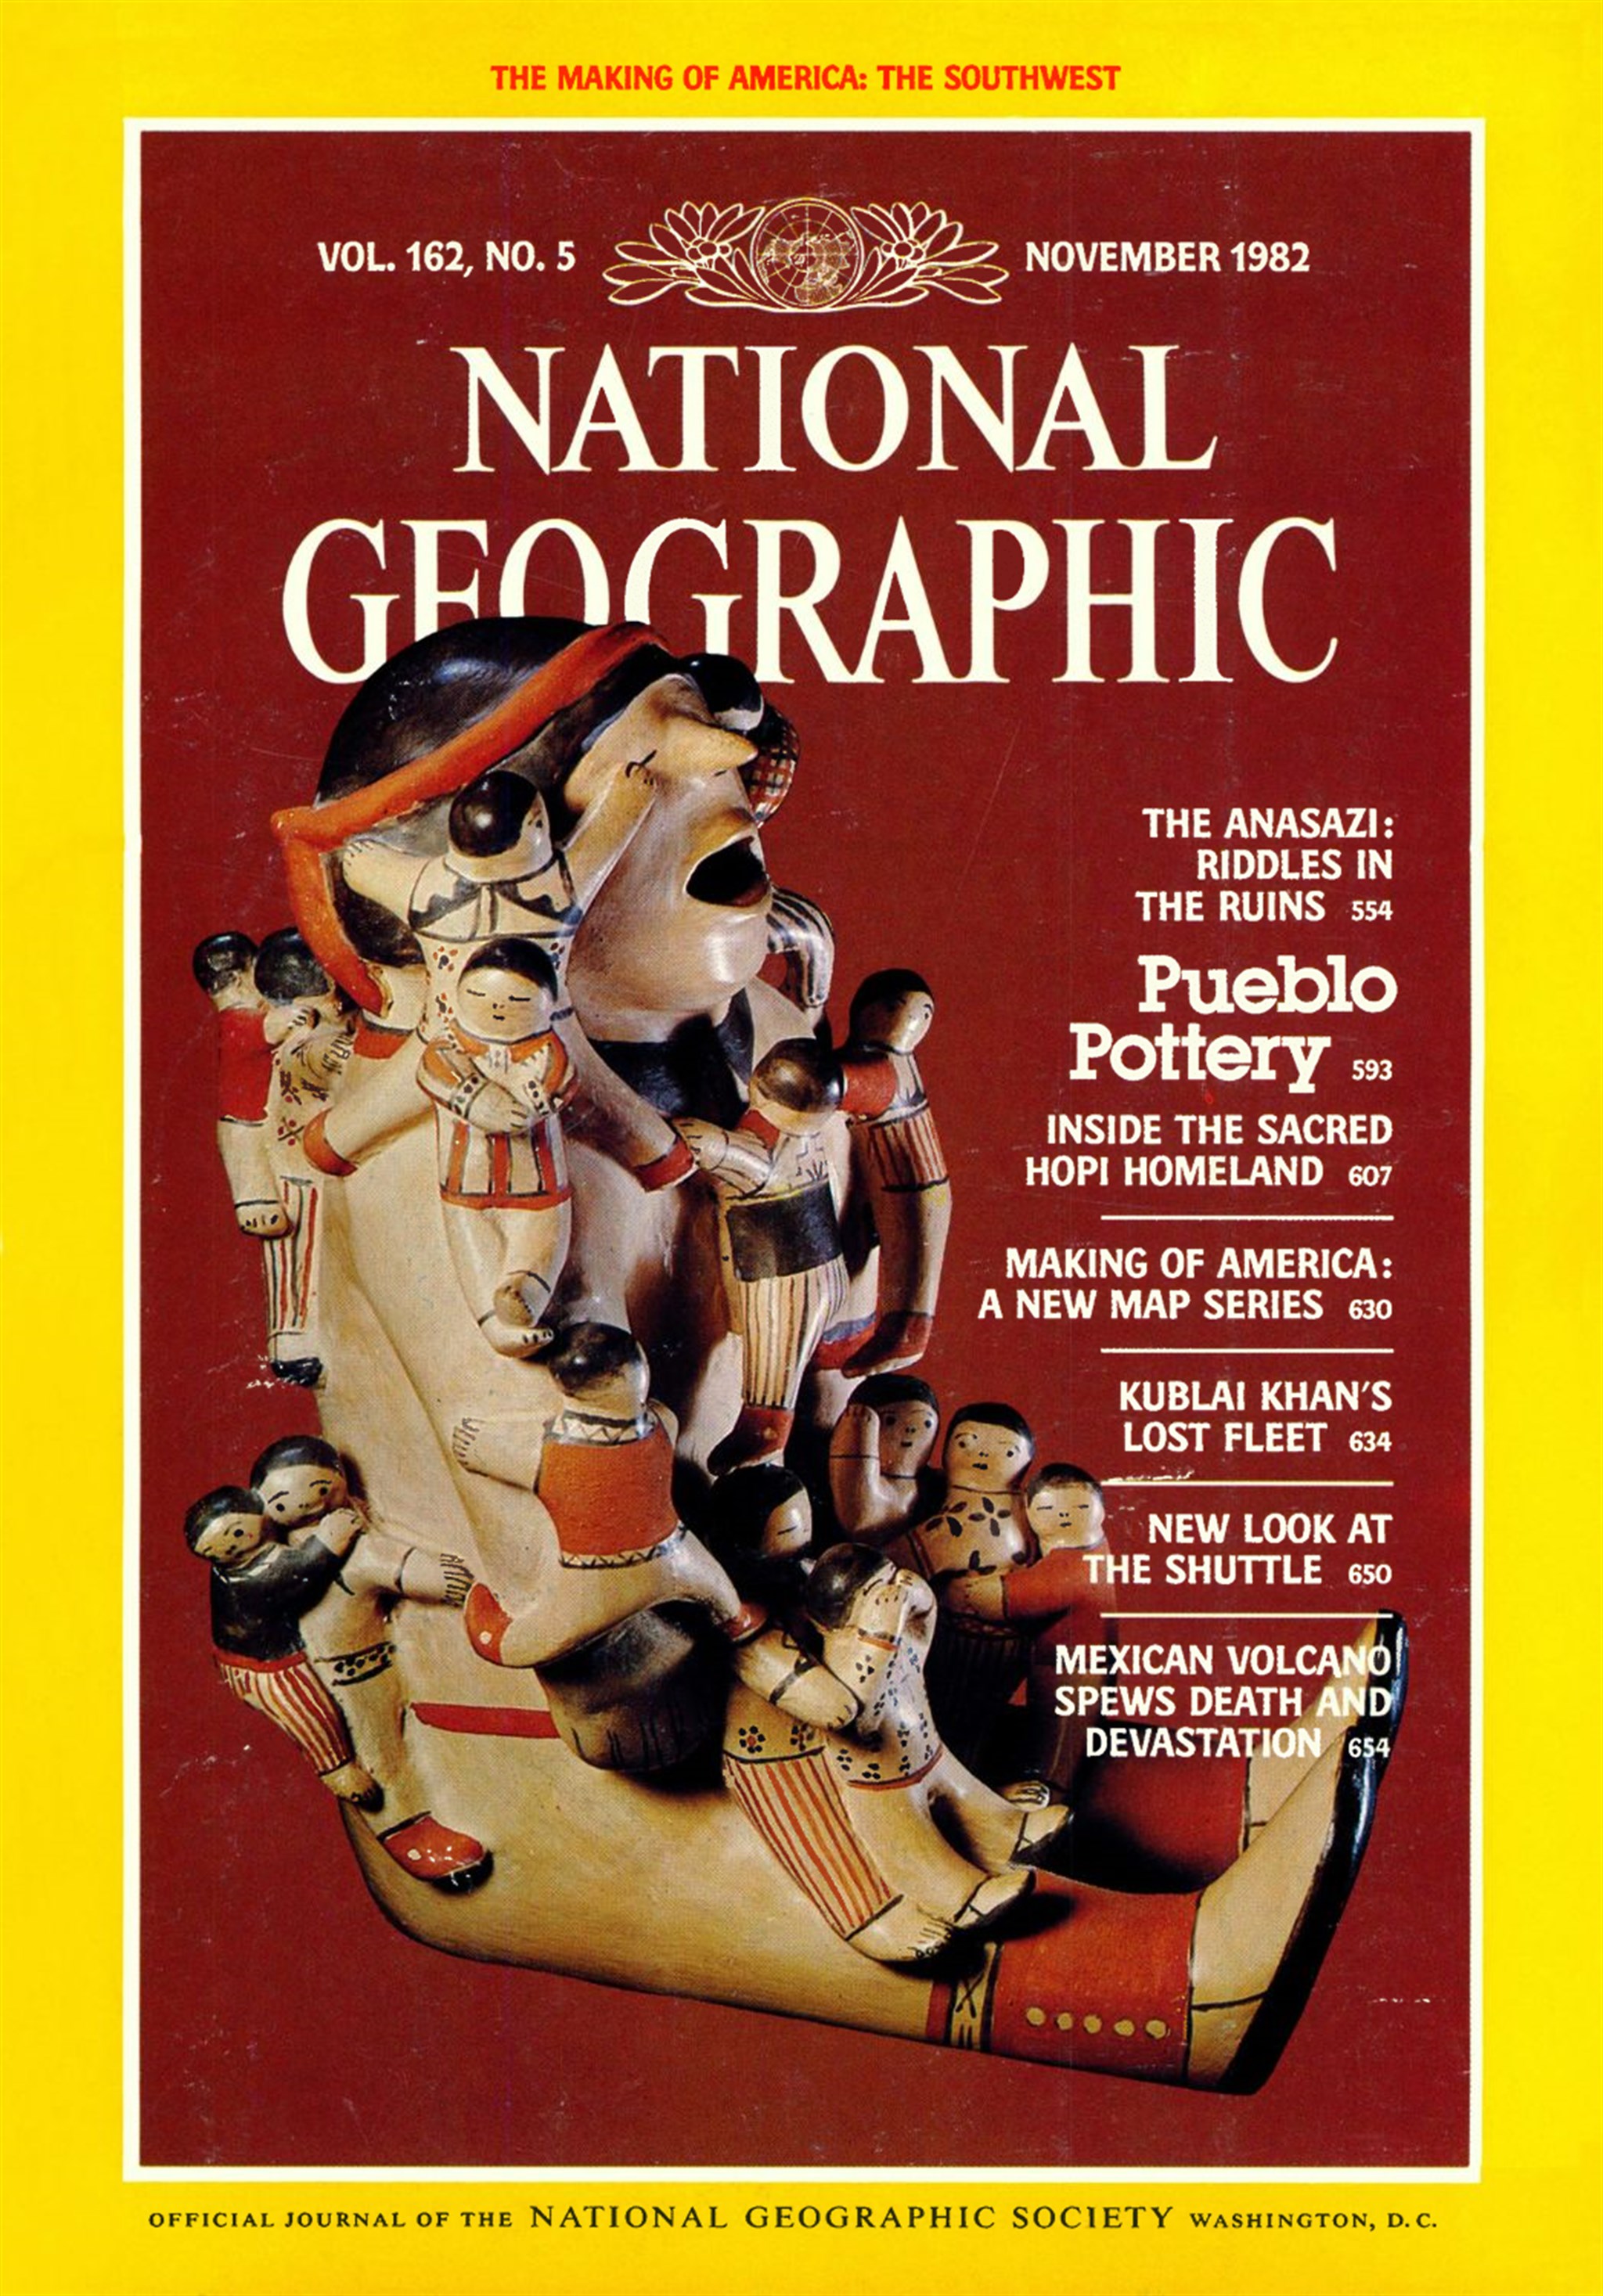 THE MAKING OF AMERICA: THE SOUTHWEST
VOL. 162, NO. 5
NOVEMBER 1982
NATIONAL
GEOGRAPHIC
THE ANASAZI:
RIDDLES IN
THE RUINS 554
Pueblo
Pottery 593
INSIDE THE SACRED
HOPI HOMELAND 607
MAKING OF AMERICA:
A NEW MAP SERIES 630
KUBLAI KHAN'S
LOST FLEET 634
NEW LOOK AT
THE SHUTTLE 650
MEXICAN VOLCANO
SPEWS DEATH AND
DEVASTATION 654
OFFICIAL JOURNAL OF THE NATIONAL GEOGRAPHIC SOCIETY WASHINGTON, D.C.